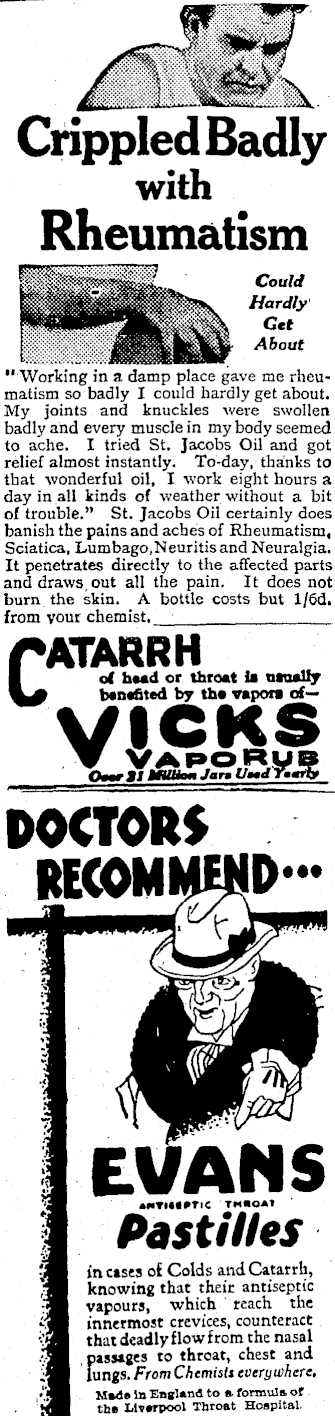 Crippled Badly
with
Rheumatism
Could
Hardly
Get
About
"Working in a damp place gave me rheu-
matism so badly I could hardly get about.
My joints and knuckles were swollen
badly and every muscle in my body seemed
to ache. I tried St. Jacobs Oil and got
relief almost instantly. To-day, thanks to
that wonderful oil, I work eight hours a
day in all kinds of weather without a bit
of trouble." St. Jacobs Oil certainly does
banish the pains and aches of Rheumatism,
Sciatica, Lumbago, Neuritis and Neuralgia.
It penetrates directly to the affected parts
and draws out all the pain. It does not
burn the skin. A bottle costs but 1/6d.
from your chemist.
CATARRH
of head or throat is usually
benefited by the vapors of—
VICKS
VAPORUB
Over 21 Million Jars Used Yearly
DOCTORS
RECOMMEND...
EVANS
ANTISEPTIC THROAT
Pastilles
in cases of Colds and Catarrh,
knowing that their antiseptic
vapours, which reach the
innermost crevices, counteract
that deadly flow from the nasal
passages to throat, chest and
lungs. From Chemists everywhere.
Made in England to a formula of
the Liverpool Throat Hospital.